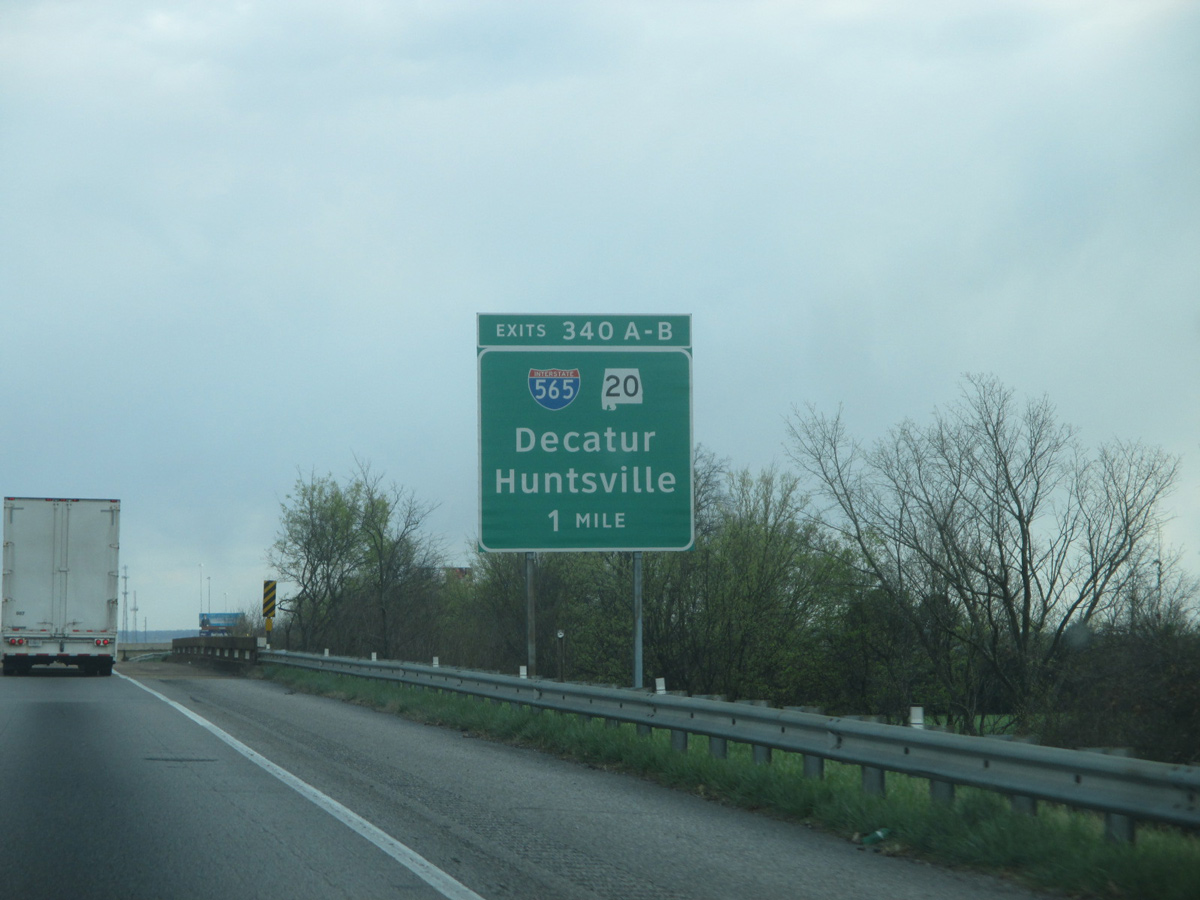 EXITS 340 A-B
INTERSTATE
565 20
Decatur
Huntsville
1 MILE